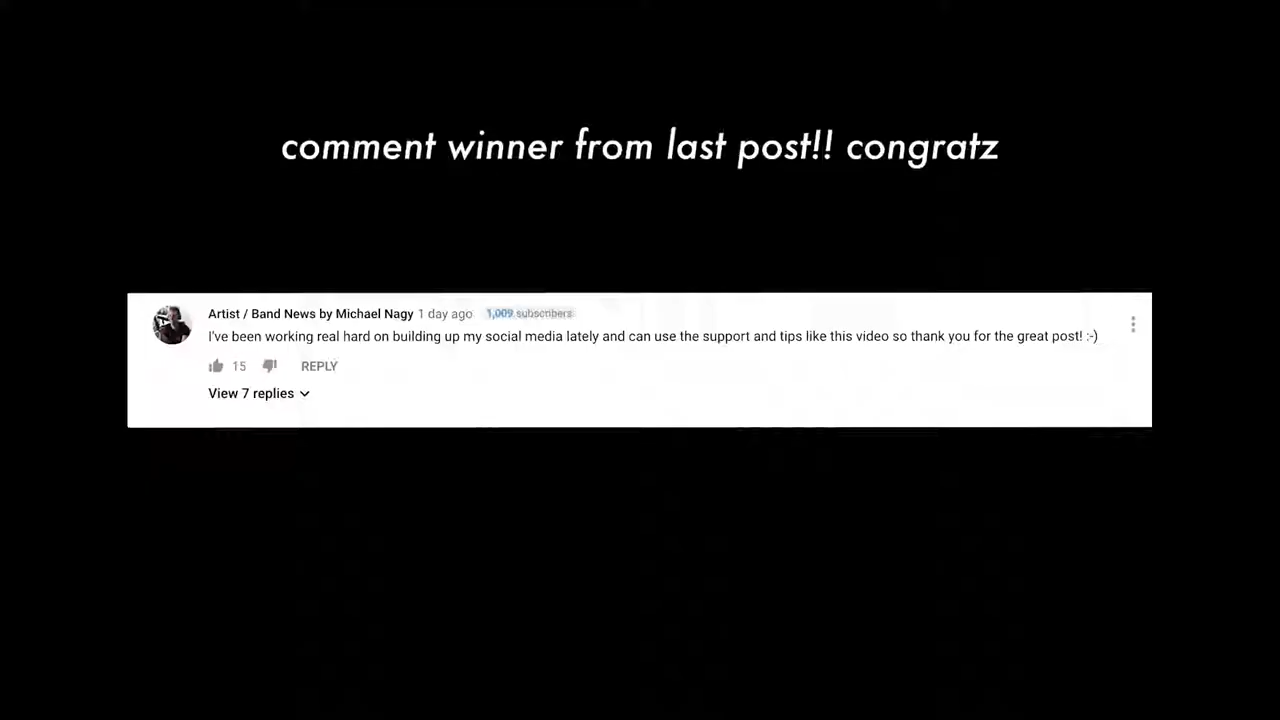 comment winner from last post!! congratz
Artist / Band News by Michael Nagy 1 day ago 1,009 subscribers
I've been working real hard on building up my social media lately and can use the support and tips like this video so thank you for the great post! :-)
15 REPLY
View 7 replies